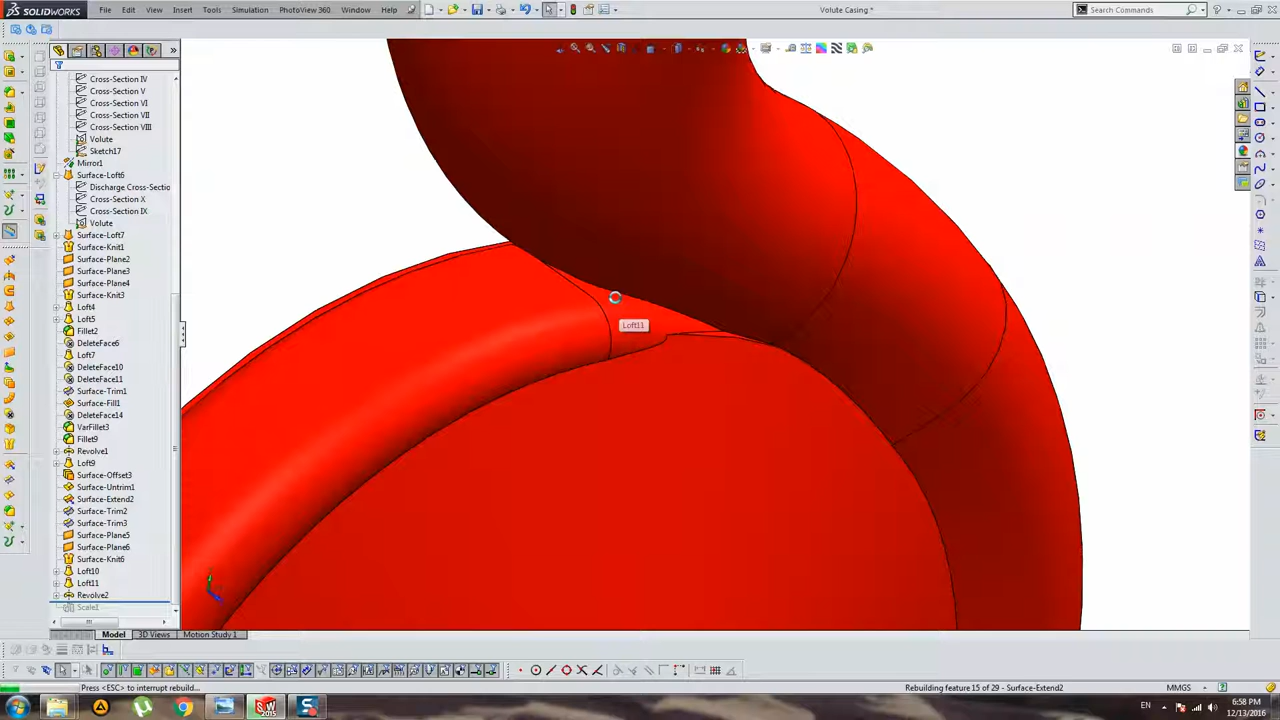 SOLIDWORKS File Edit View Insert Tools Simulation PhotoView 360 Window Help Volute Casing * Search Commands
Cross-Section IV
Cross-Section V
Cross-Section VI
Cross-Section VII
Cross-Section VIII
Volute
Sketch17
Mirror1
Surface-Loft6
Discharge Cross-Sectio
Cross-Section X
Cross-Section IX
Volute
Surface-Loft7
Surface-Knit1
Surface-Plane2
Surface-Plane3
Surface-Plane4
Surface-Knit3
Loft4
Loft5
Fillet2
DeleteFace6
Loft7
DeleteFace10
DeleteFace11
Surface-Trim1
Surface-Fill1
DeleteFace14
VarFillet3
Fillet9
Revolve1
Loft9
Surface-Offset3
Surface-Untrim1
Surface-Extend2
Surface-Trim2
Surface-Trim3
Surface-Plane5
Surface-Plane6
Surface-Knit6
Loft10
Loft11
Revolve2
Scale1
Loft11
Model 3D Views Motion Study 1
Press <ESC> to interrupt rebuild... Rebuilding feature 15 of 29 - Surface-Extend2 MMGS
SW 2015 EN 6:58 PM
12/13/2016